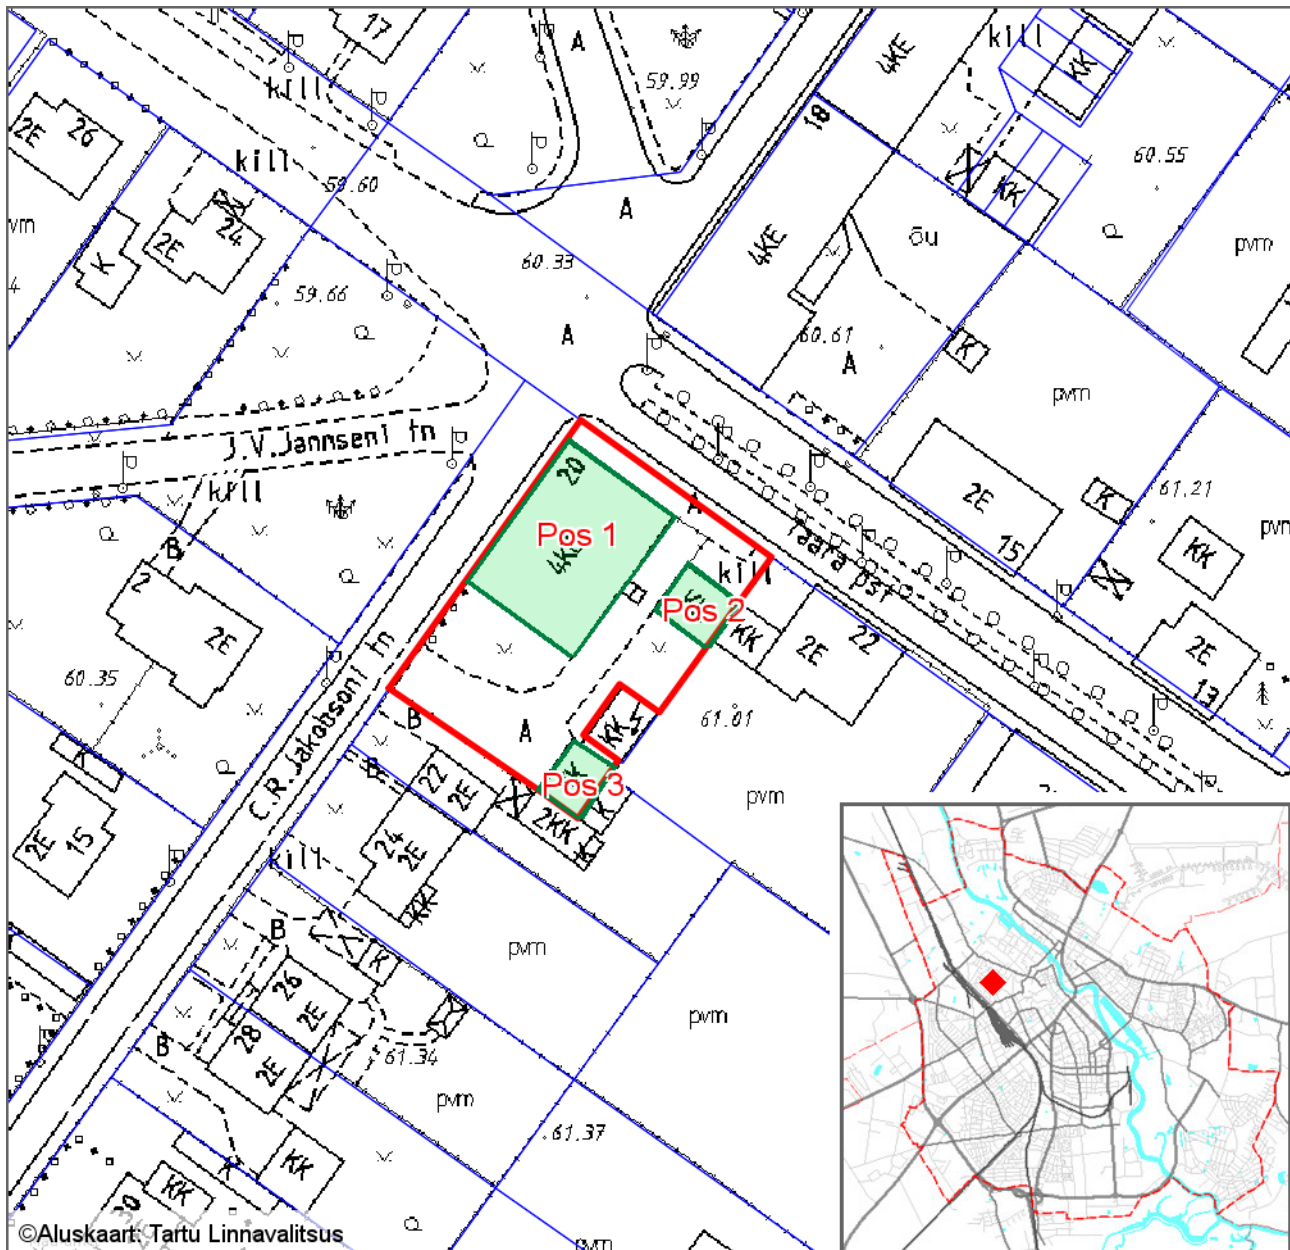 17
A
59.99
kill
4KE
KK
kill
18
2E
26
kill
59.60
60.55
24
2E
K
A
KK
4KE
õu
pvm
60.33
59.66
60.61
A
A
K
pvm
J.V.Jannseni tn
kill
20
A
Taara pst
2E
15
K
61.21
KK
Pos 1
B
2
2E
kill
Pos 2
KK
2E
22
2E
13
60.35
C.R.Jakobsoni tn
B
A
KK
61.01
K
Pos 3
pvm
B
22
2E
K
2KK
K
2E
15
24
2E
KK
kill
B
K
pvm
26
2E
28
2E
pvm
61.34
B
pvm
61.37
K
KK
KK
30
pvm
©Aluskaart: Tartu Linnavalitsus